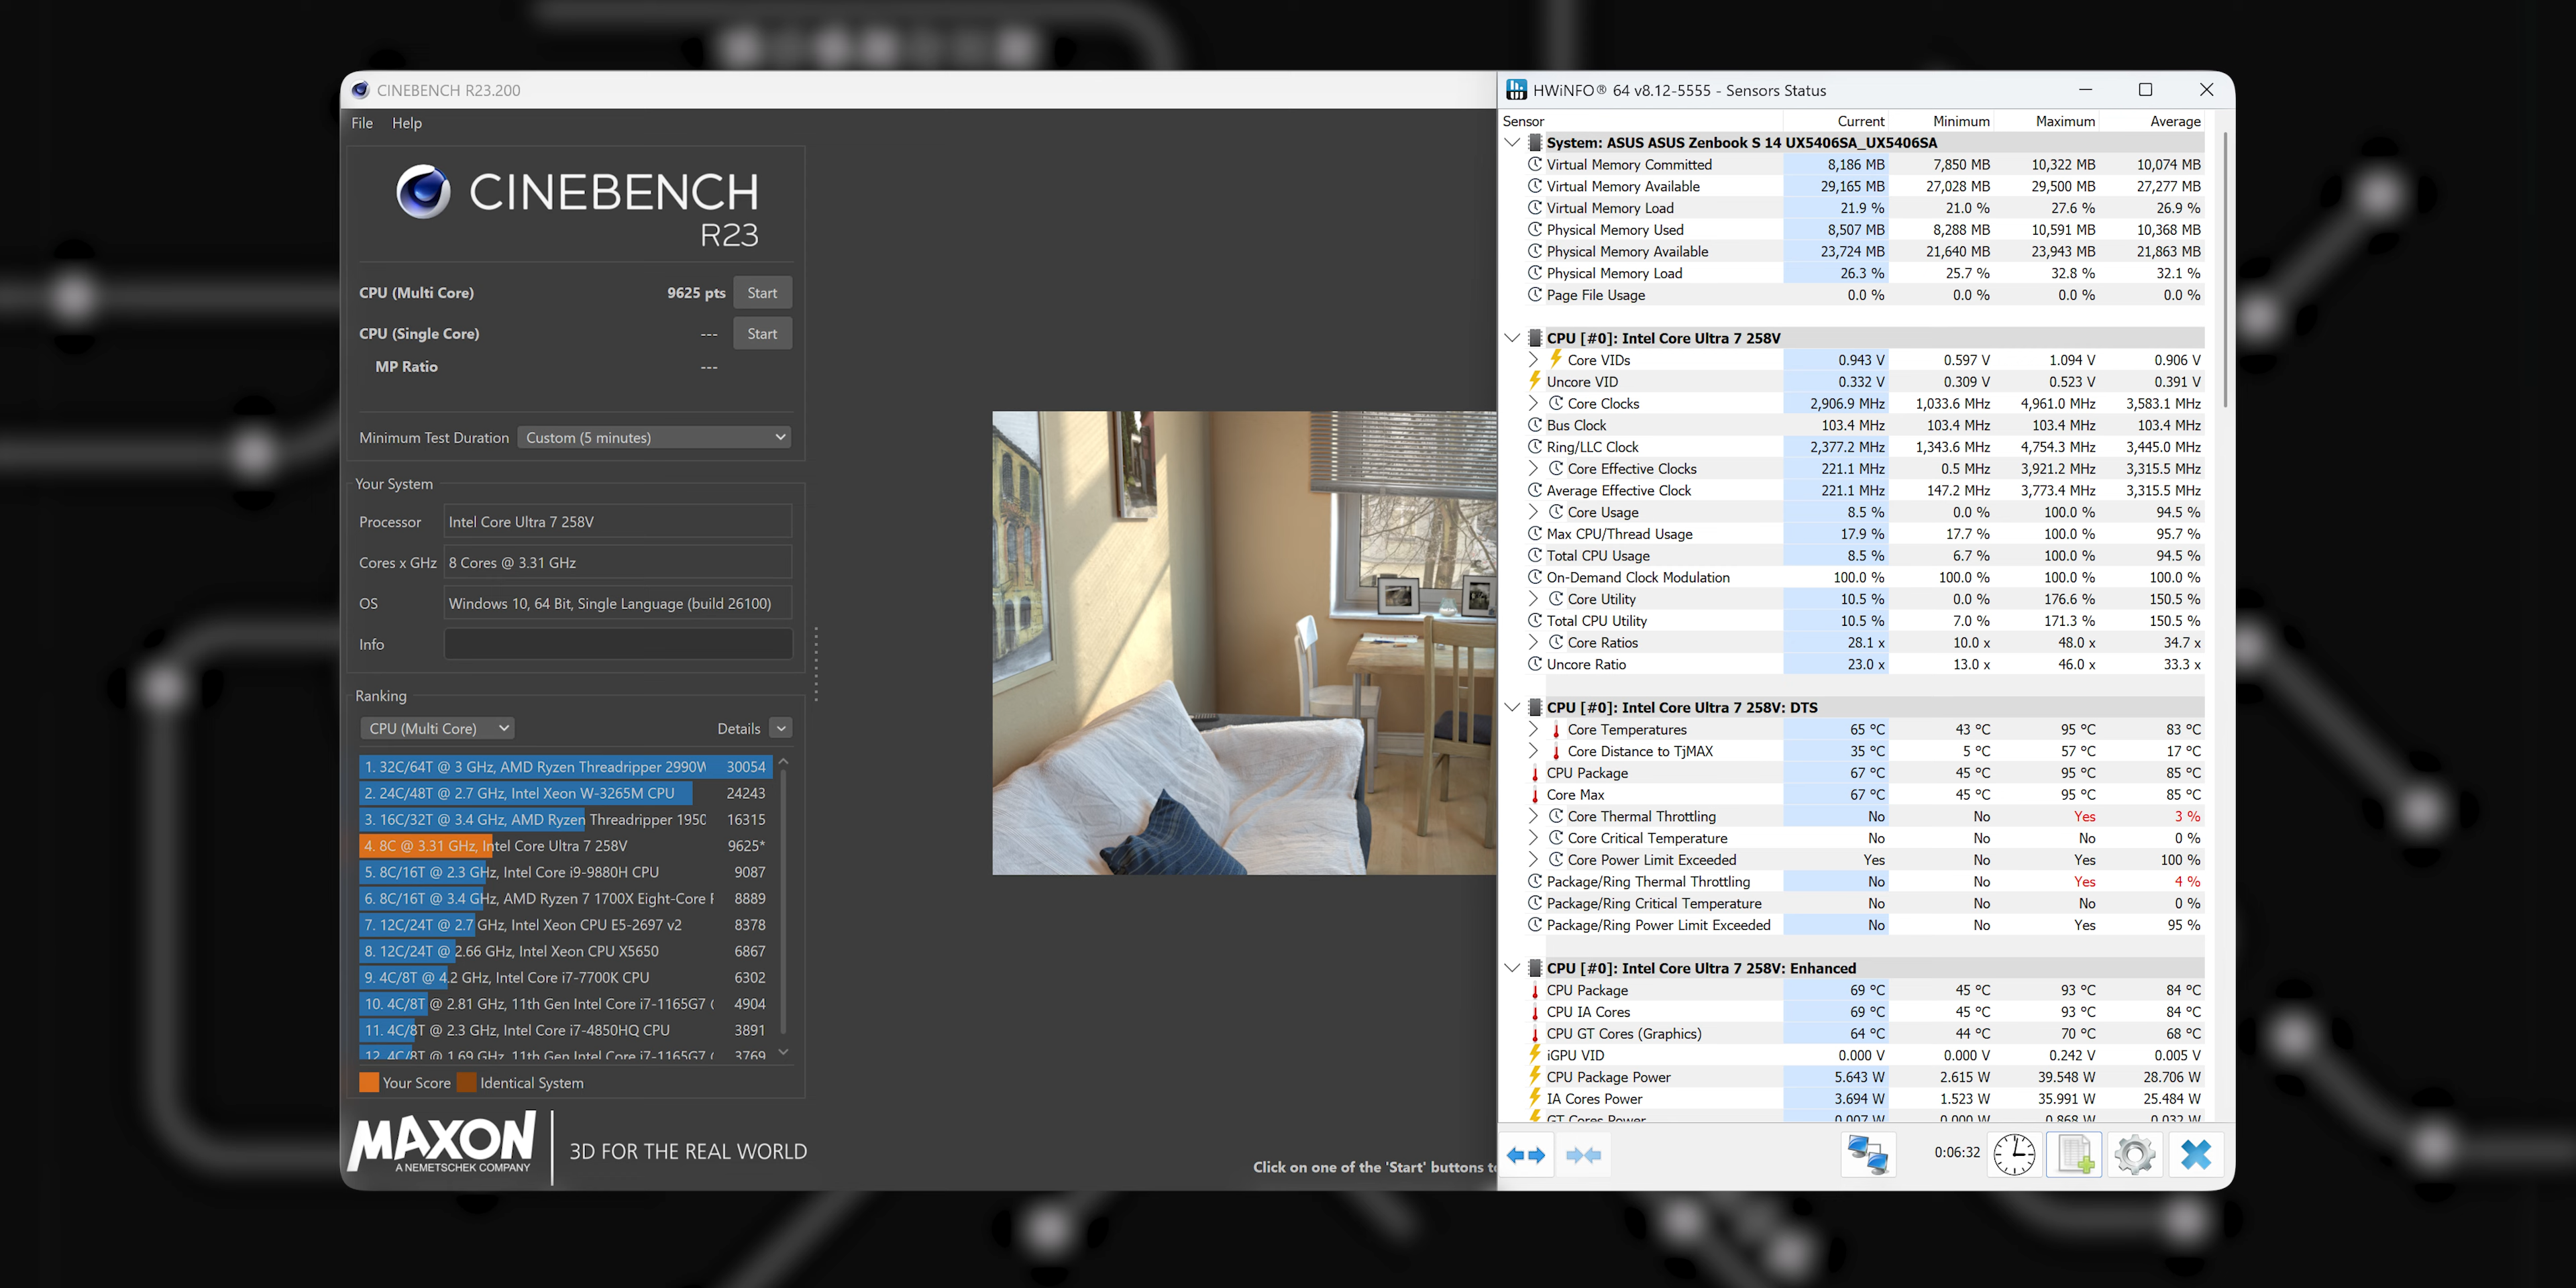 CINEBENCH R23.200
File Help
CINEBENCH
R23
CPU (Multi Core) 9625 pts Start
CPU (Single Core) --- Start
MP Ratio ---
Minimum Test Duration Custom (5 minutes)
Your System
Processor Intel Core Ultra 7 258V
Cores x GHz 8 Cores @ 3.31 GHz
OS Windows 10, 64 Bit, Single Language (build 26100)
Info
Ranking
CPU (Multi Core) Details
1. 32C/64T @ 3 GHz, AMD Ryzen Threadripper 2990W 30054
2. 24C/48T @ 2.7 GHz, Intel Xeon W-3265M CPU 24243
3. 16C/32T @ 3.4 GHz, AMD Ryzen Threadripper 1950 16315
4. 8C @ 3.31 GHz, Intel Core Ultra 7 258V 9625*
5. 8C/16T @ 2.3 GHz, Intel Core i9-9880H CPU 9087
6. 8C/16T @ 3.4 GHz, AMD Ryzen 7 1700X Eight-Core 8889
7. 12C/24T @ 2.7 GHz, Intel Xeon CPU E5-2697 v2 8378
8. 12C/24T @ 2.66 GHz, Intel Xeon CPU X5650 6867
9. 4C/8T @ 4.2 GHz, Intel Core i7-7700K CPU 6302
10. 4C/8T @ 2.81 GHz, 11th Gen Intel Core i7-1165G7 4904
11. 4C/8T @ 2.3 GHz, Intel Core i7-4850HQ CPU 3891
12. 4C/8T @ 1.69 GHz, 11th Gen Intel Core i7-1165G7 3769
Your Score Identical System
MAXON
A NEMETSCHEK COMPANY
3D FOR THE REAL WORLD
Click on one of the 'Start' buttons
HWiNFO® 64 v8.12-5555 - Sensors Status
Sensor Current Minimum Maximum Average
System: ASUS ASUS Zenbook S 14 UX5406SA_UX5406SA
Virtual Memory Committed 8,186 MB 7,850 MB 10,322 MB 10,074 MB
Virtual Memory Available 29,165 MB 27,028 MB 29,500 MB 27,277 MB
Virtual Memory Load 21.9 % 21.0 % 27.6 % 26.9 %
Physical Memory Used 8,507 MB 8,288 MB 10,591 MB 10,368 MB
Physical Memory Available 23,724 MB 21,640 MB 23,943 MB 21,863 MB
Physical Memory Load 26.3 % 25.7 % 32.8 % 32.1 %
Page File Usage 0.0 % 0.0 % 0.0 % 0.0 %
CPU [#0]: Intel Core Ultra 7 258V
Core VIDs 0.943 V 0.597 V 1.094 V 0.906 V
Uncore VID 0.332 V 0.309 V 0.523 V 0.391 V
Core Clocks 2,906.9 MHz 1,033.6 MHz 4,961.0 MHz 3,583.1 MHz
Bus Clock 103.4 MHz 103.4 MHz 103.4 MHz 103.4 MHz
Ring/LLC Clock 2,377.2 MHz 1,343.6 MHz 4,754.3 MHz 3,445.0 MHz
Core Effective Clocks 221.1 MHz 0.5 MHz 3,921.2 MHz 3,315.5 MHz
Average Effective Clock 221.1 MHz 147.2 MHz 3,773.4 MHz 3,315.5 MHz
Core Usage 8.5 % 0.0 % 100.0 % 94.5 %
Max CPU/Thread Usage 17.9 % 17.7 % 100.0 % 95.7 %
Total CPU Usage 8.5 % 6.7 % 100.0 % 94.5 %
On-Demand Clock Modulation 100.0 % 100.0 % 100.0 % 100.0 %
Core Utility 10.5 % 0.0 % 176.6 % 150.5 %
Total CPU Utility 10.5 % 7.0 % 171.3 % 150.5 %
Core Ratios 28.1 x 10.0 x 48.0 x 34.7 x
Uncore Ratio 23.0 x 13.0 x 46.0 x 33.3 x
CPU [#0]: Intel Core Ultra 7 258V: DTS
Core Temperatures 65 °C 43 °C 95 °C 83 °C
Core Distance to TjMAX 35 °C 5 °C 57 °C 17 °C
CPU Package 67 °C 45 °C 95 °C 85 °C
Core Max 67 °C 45 °C 95 °C 85 °C
Core Thermal Throttling No No Yes 3 %
Core Critical Temperature No No No 0 %
Core Power Limit Exceeded Yes No Yes 100 %
Package/Ring Thermal Throttling No No Yes 4 %
Package/Ring Critical Temperature No No No 0 %
Package/Ring Power Limit Exceeded No No Yes 95 %
CPU [#0]: Intel Core Ultra 7 258V: Enhanced
CPU Package 69 °C 45 °C 93 °C 84 °C
CPU IA Cores 69 °C 45 °C 93 °C 84 °C
CPU GT Cores (Graphics) 64 °C 44 °C 70 °C 68 °C
iGPU VID 0.000 V 0.000 V 0.242 V 0.005 V
CPU Package Power 5.643 W 2.615 W 39.548 W 28.706 W
IA Cores Power 3.694 W 1.523 W 35.991 W 25.484 W
GT Cores Power 0.007 W 0.000 W 0.868 W 0.032 W
0:06:32